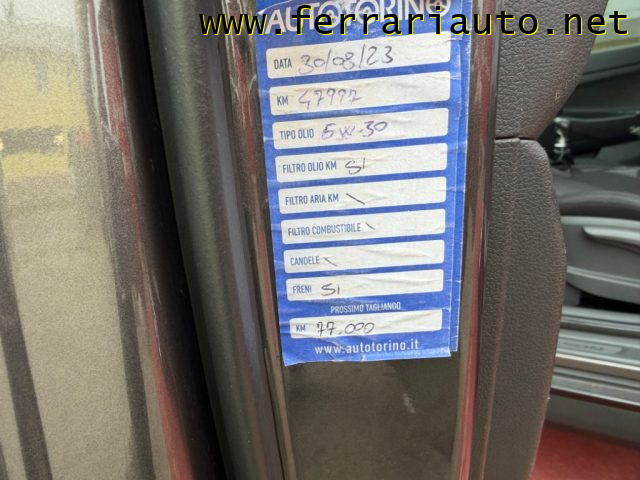 www.ferrariauto.net
AUTOTORINO
DATA 30/08/23
KM 47997
TIPO OLIO 5W-30
FILTRO OLIO KM SI
FILTRO ARIA KM \
FILTRO COMBUSTIBILE \
CANDELE \
FRENI SI
PROSSIMO TAGLIANDO
KM 77.000
www.autotorino.it